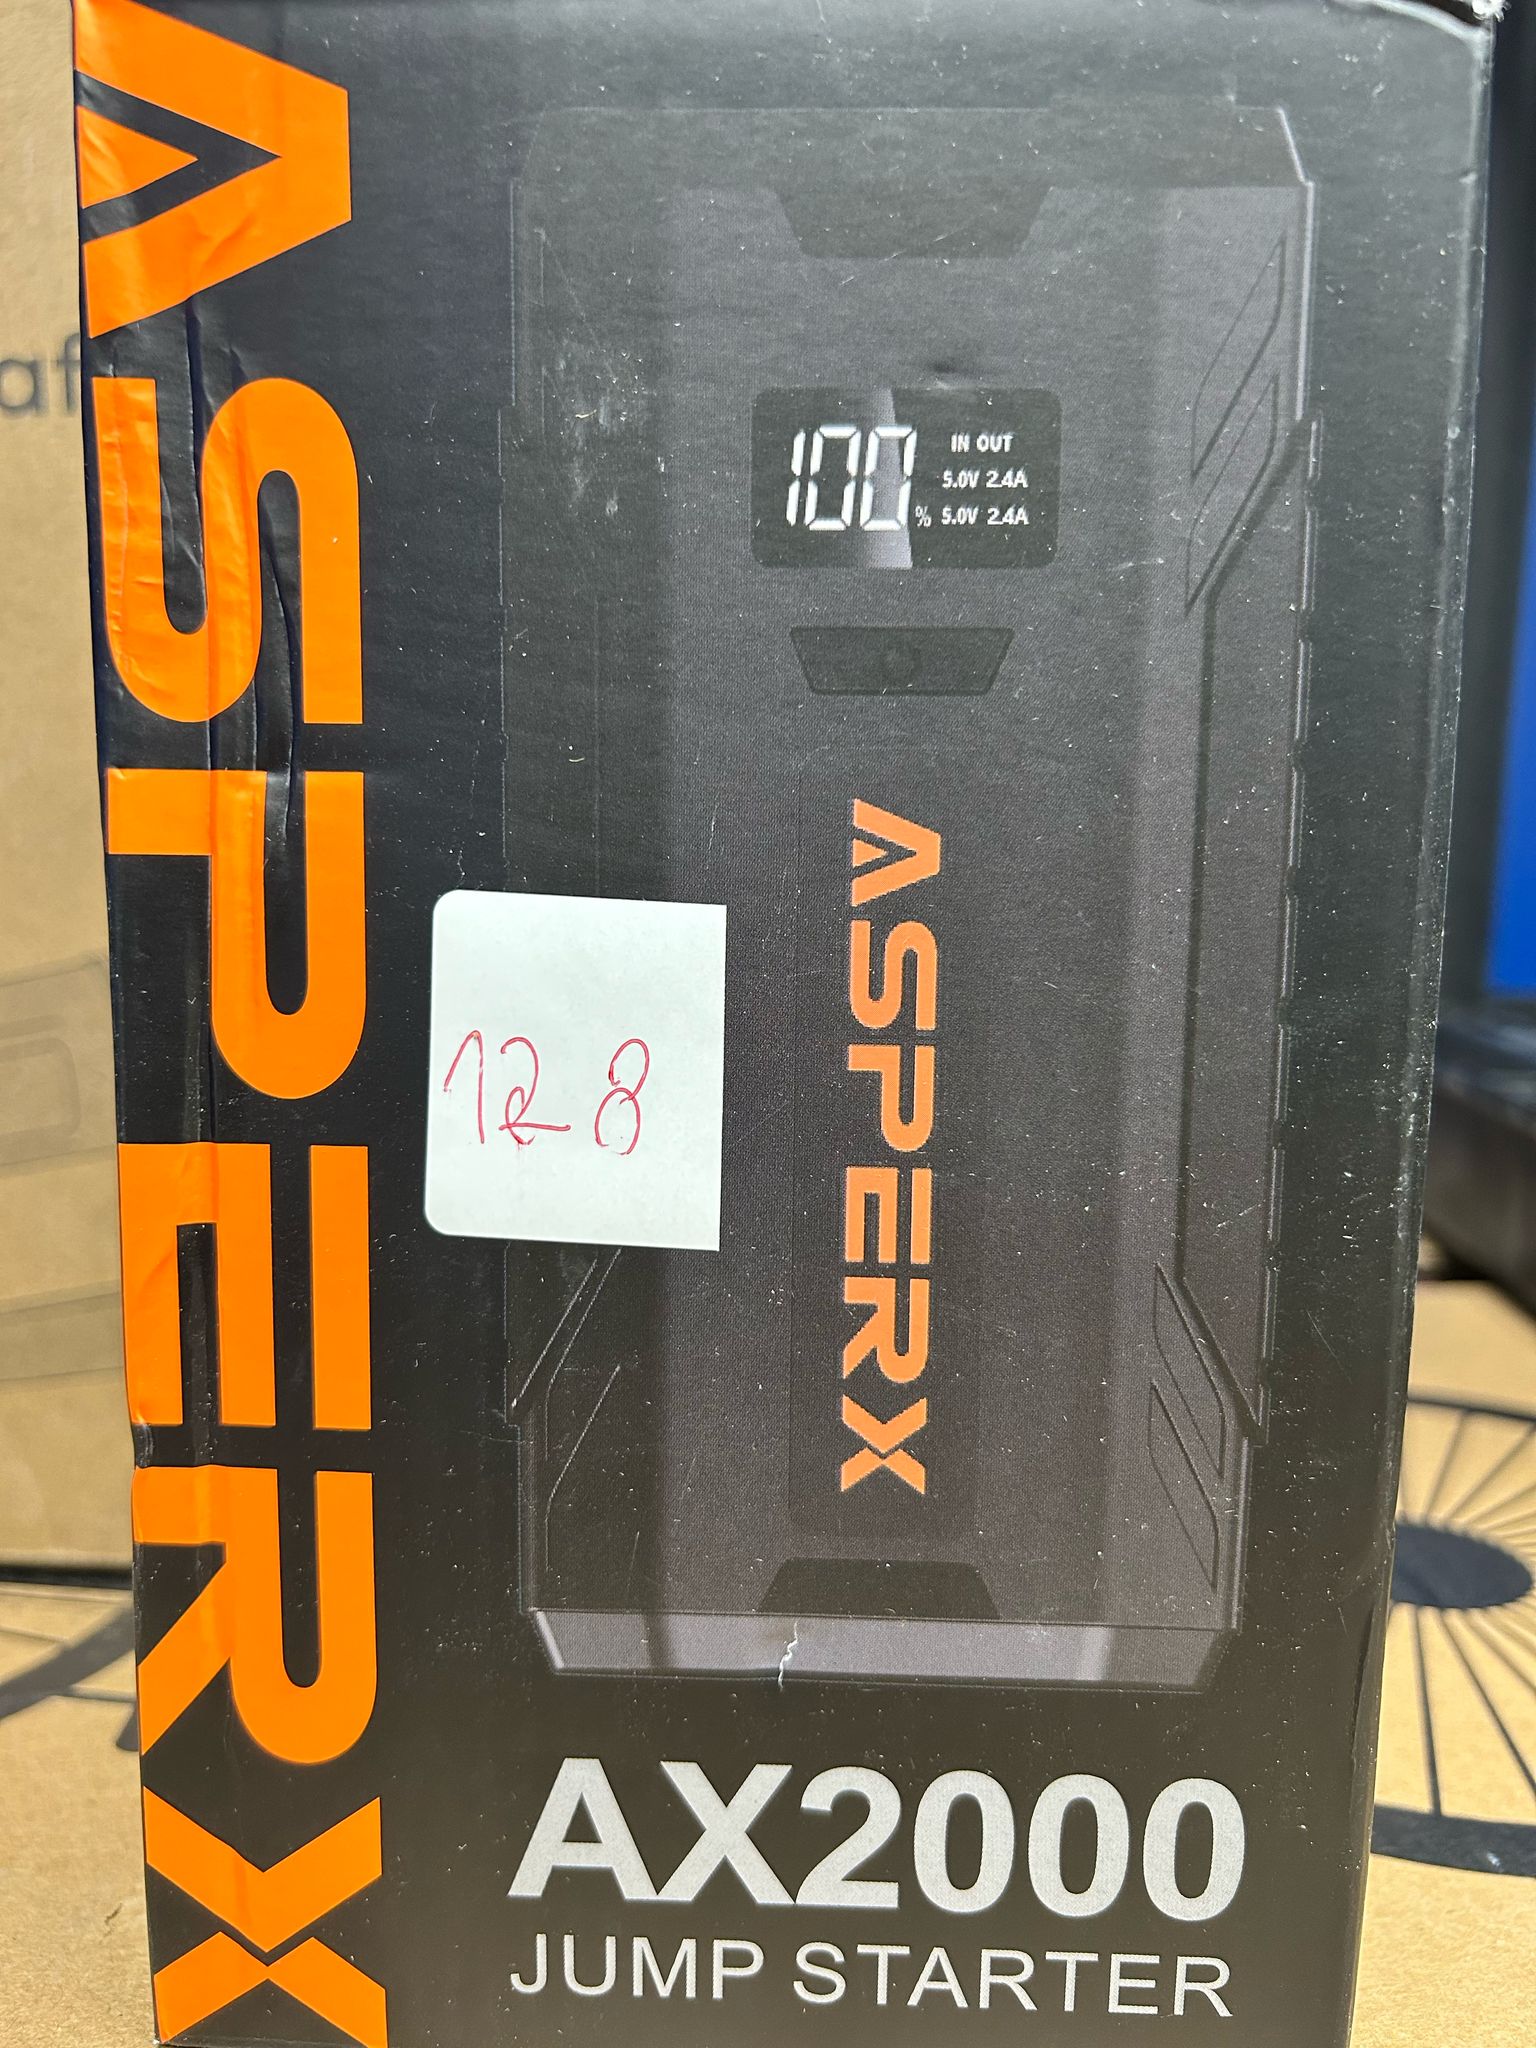 ASPERX
100% IN OUT
5.0V 2.4A
5.0V 2.4A
ASPERX
128
AX2000
JUMP STARTER